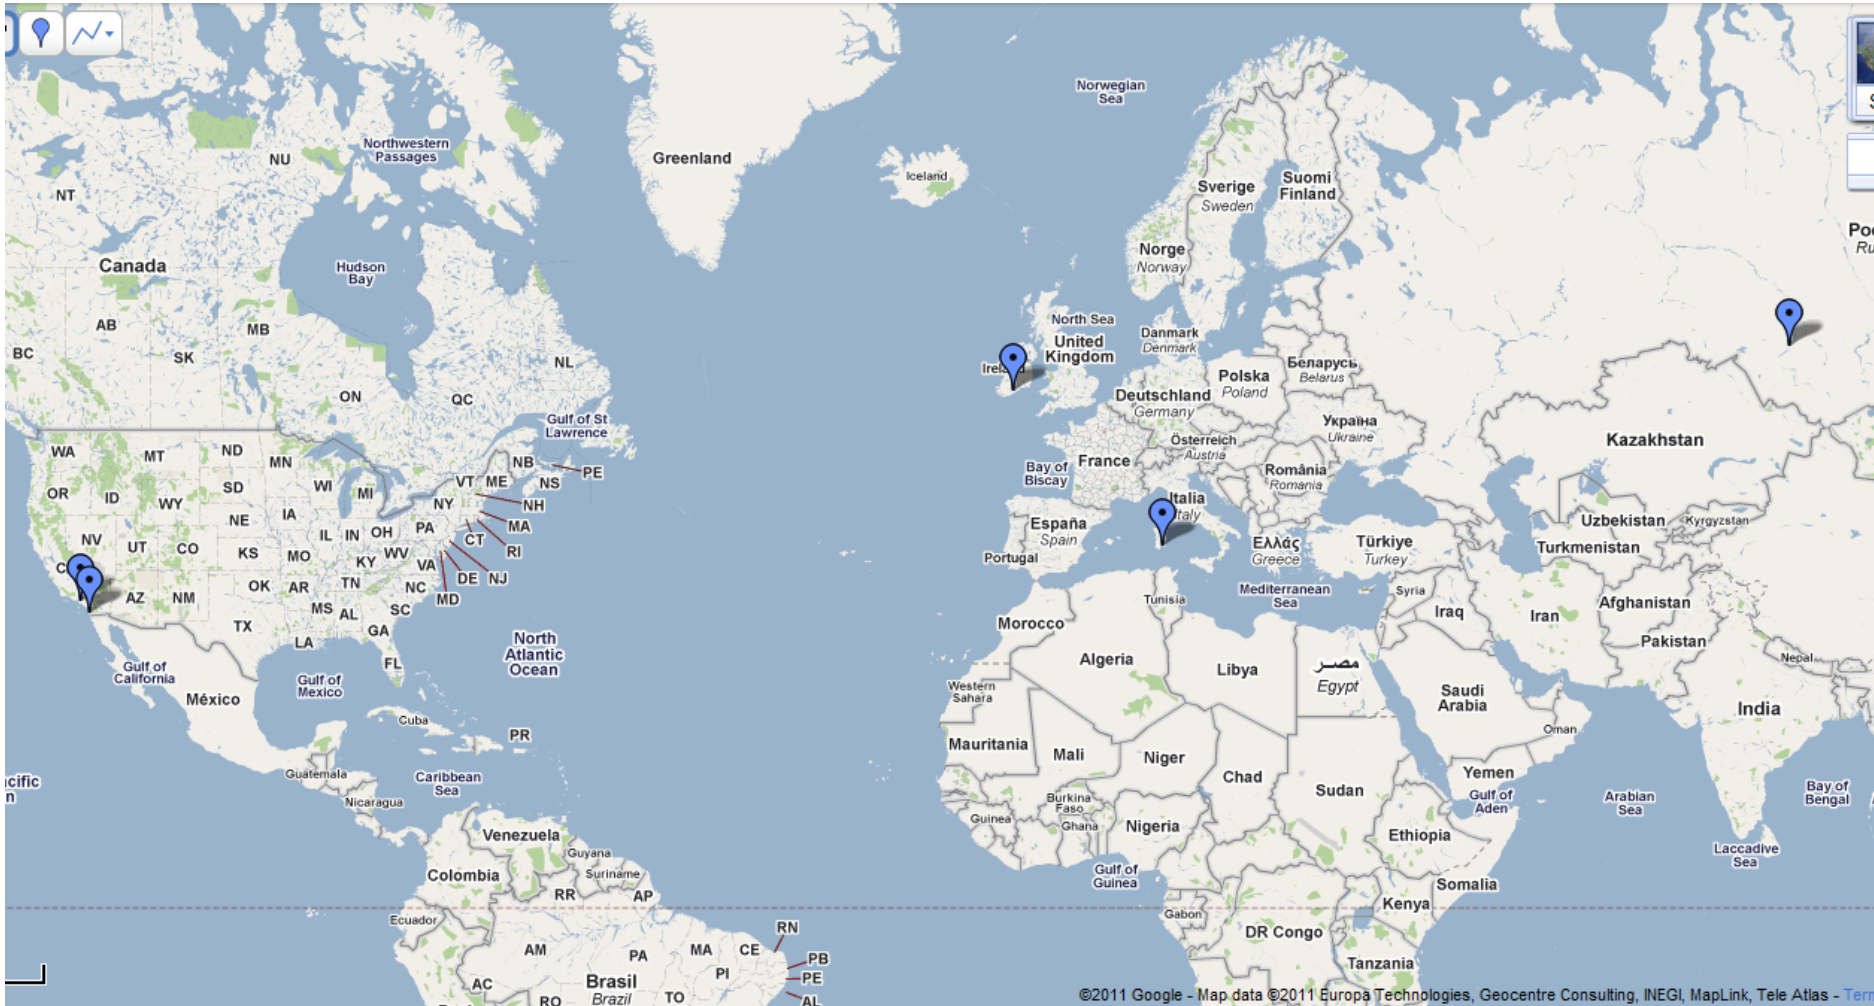 Norwegian
Sea
Greenland
Northwestern
Passages
NU
Iceland
NT
Suomi
Finland
Sverige
Sweden
Norge
Norway
Canada
Hudson
Bay
AB
MB
SK
BC
NL
ON
QC
Gulf of St
Lawrence
North Sea
United
Kingdom
Danmark
Denmark
Polska
Poland
Беларусь
Belarus
Deutschland
Germany
Україна
Ukraine
Österreich
Austria
Kazakhstan
France
Bay of
Biscay
România
Romania
Italia
Italy
España
Spain
Portugal
Ελλάς
Greece
Türkiye
Turkey
Uzbekistan
Kyrgyzstan
Turkmenistan
WA
MT
ND
MN
OR
ID
WY
SD
WI
MI
NB
PE
VT
ME
NS
NY
NH
NE
IA
MA
NV
UT
CO
KS
MO
IL
IN
OH
PA
CT
RI
WV
KY
VA
DE
NJ
MD
AZ
NM
OK
AR
TN
NC
MS
AL
SC
TX
LA
GA
FL
North
Atlantic
Ocean
Mediterranean
Sea
Tunisia
Morocco
Syria
Iraq
Iran
Afghanistan
Pakistan
Nepal
Algeria
Libya
مصر
Egypt
Saudi
Arabia
Oman
India
Gulf of
California
Gulf of
Mexico
México
Western
Sahara
Cuba
PR
Mauritania
Mali
Niger
Chad
Sudan
Yemen
Gulf of
Aden
Arabian
Sea
Bay of
Bengal
Guatemala
Caribbean
Sea
Nicaragua
Burkina
Faso
Guinea
Ghana
Nigeria
Ethiopia
Laccadive
Sea
Venezuela
Guyana
Suriname
Colombia
Gulf of
Guinea
Somalia
Kenya
RR
AP
Ecuador
Gabon
DR Congo
Tanzania
RN
AM
PA
MA
CE
PB
PE
PI
AC
Brasil
Brazil
TO
RO
AL
©2011 Google - Map data ©2011 Europa Technologies, Geocentre Consulting, INEGI, MapLink, Tele Atlas -